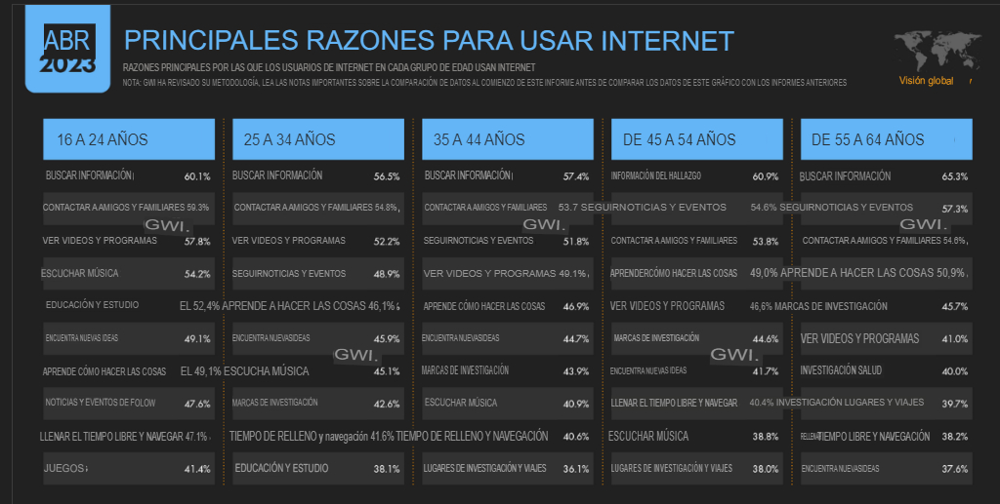 ABR
2023
PRINCIPALES RAZONES PARA USAR INTERNET
RAZONES PRINCIPALES POR LAS QUE LOS USUARIOS DE INTERNET EN CADA GRUPO DE EDAD USAN INTERNET
NOTA: GWI HA REVISADO SU METODOLOGÍA, LEA LAS NOTAS IMPORTANTES SOBRE LA COMPARACIÓN DE DATOS AL COMIENZO DE ESTE INFORME ANTES DE COMPARAR LOS DATOS DE ESTE GRÁFICO CON LOS INFORMES ANTERIORES
Visión global
16 A 24 AÑOS 25 A 34 AÑOS 35 A 44 AÑOS DE 45 A 54 AÑOS DE 55 A 64 AÑOS
BUSCAR INFORMACIÓN 60.1% BUSCAR INFORMACIÓN 56.5% BUSCAR INFORMACIÓN 57.4% INFORMACIÓN DEL HALLAZGO 60.9% BUSCAR INFORMACIÓN 65.3%
CONTACTAR A AMIGOS Y FAMILIARES 59.3% CONTACTAR A AMIGOS Y FAMILIARES 54.8%, CONTACTAR A AMIGOS Y FAMILIARES 53.7 SEGUIRNOTICIAS Y EVENTOS 54.6% SEGUIRNOTICIAS Y EVENTOS 57.3%
GWI. GWI. GWI.
VER VIDEOS Y PROGRAMAS 57.8% VER VIDEOS Y PROGRAMAS 52.2% SEGUIRNOTICIAS Y EVENTOS 51.8% CONTACTAR A AMIGOS Y FAMILIARES 53.8% CONTACTAR A AMIGOS Y FAMILIARES 54.6%,
ESCUCHAR MÚSICA 54.2% SEGUIRNOTICIAS Y EVENTOS 48.9% VER VIDEOS Y PROGRAMAS 49.1%, APRENDERCÓMO HACER LAS COSAS 49,0% APRENDE A HACER LAS COSAS 50,9%,
EDUCACIÓN Y ESTUDIO EL 52,4% APRENDE A HACER LAS COSAS 46,1% APRENDE CÓMO HACER LAS COSAS 46.9% VER VIDEOS Y PROGRAMAS 46,6% MARCAS DE INVESTIGACIÓN 45.7%
ENCUENTRA NUEVAS IDEAS 49.1% ENCUENTRA NUEVASIDEAS 45.9% ENCUENTRA NUEVASIDEAS 44.7% MARCAS DE INVESTIGACIÓN 44.6% VER VIDEOS Y PROGRAMAS 41.0%
GWI. GWI.
APRENDE CÓMO HACER LAS COSAS EL 49,1% ESCUCHA MÚSICA 45.1% MARCAS DE INVESTIGACIÓN 43.9% ENCUENTRA NUEVAS IDEAS 41.7% INVESTIGACIÓN SALUD 40.0%
NOTICIAS Y EVENTOS DE FOLOW 47.6% MARCAS DE INVESTIGACIÓN 42.6% ESCUCHAR MÚSICA 40.9% LLENAR EL TIEMPO LIBRE Y NAVEGAR 40.4% INVESTIGACIÓN LUGARES Y VIAJES 39.7%
LLENAR EL TIEMPO LIBRE Y NAVEGAR 47.1% TIEMPO DE RELLENO y navegación 41.6% TIEMPO DE RELLENO Y NAVEGACIÓN 40.6% ESCUCHAR MÚSICA 38.8% TIEMPO LIBRE Y NAVEGACIÓN 38.2%
JUEGOS 41.4% EDUCACIÓN Y ESTUDIO 38.1% LUGARES DE INVESTIGACIÓN Y VIAJES 36.1% LUGARES DE INVESTIGACIÓN Y VIAJES 38.0% ENCUENTRA NUEVASIDEAS 37.6%